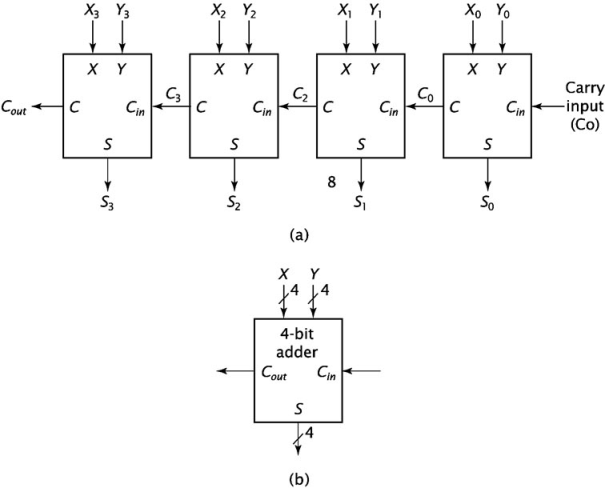 X3 Y3 X2 Y2 X1 Y1 X0 Y0
X Y X Y X Y X Y
Cout C Cin C3 C Cin C2 C Cin C0 C Cin Carry input (Co)
S S S S
8
S3 S2 S1 S0
(a)
X Y
4 4
4-bit
adder
Cout Cin
S
4
(b)